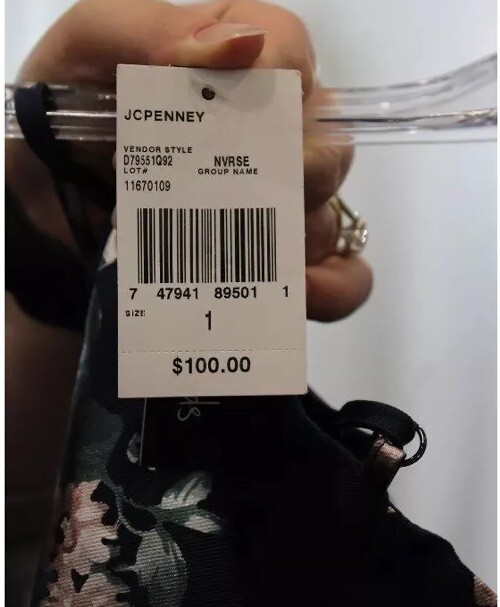 JCPENNEY
VENDOR STYLE
D79551Q92 NVRSE
LOT# GROUP NAME
11670109
7 47941 89501 1
SIZE
1
$100.00